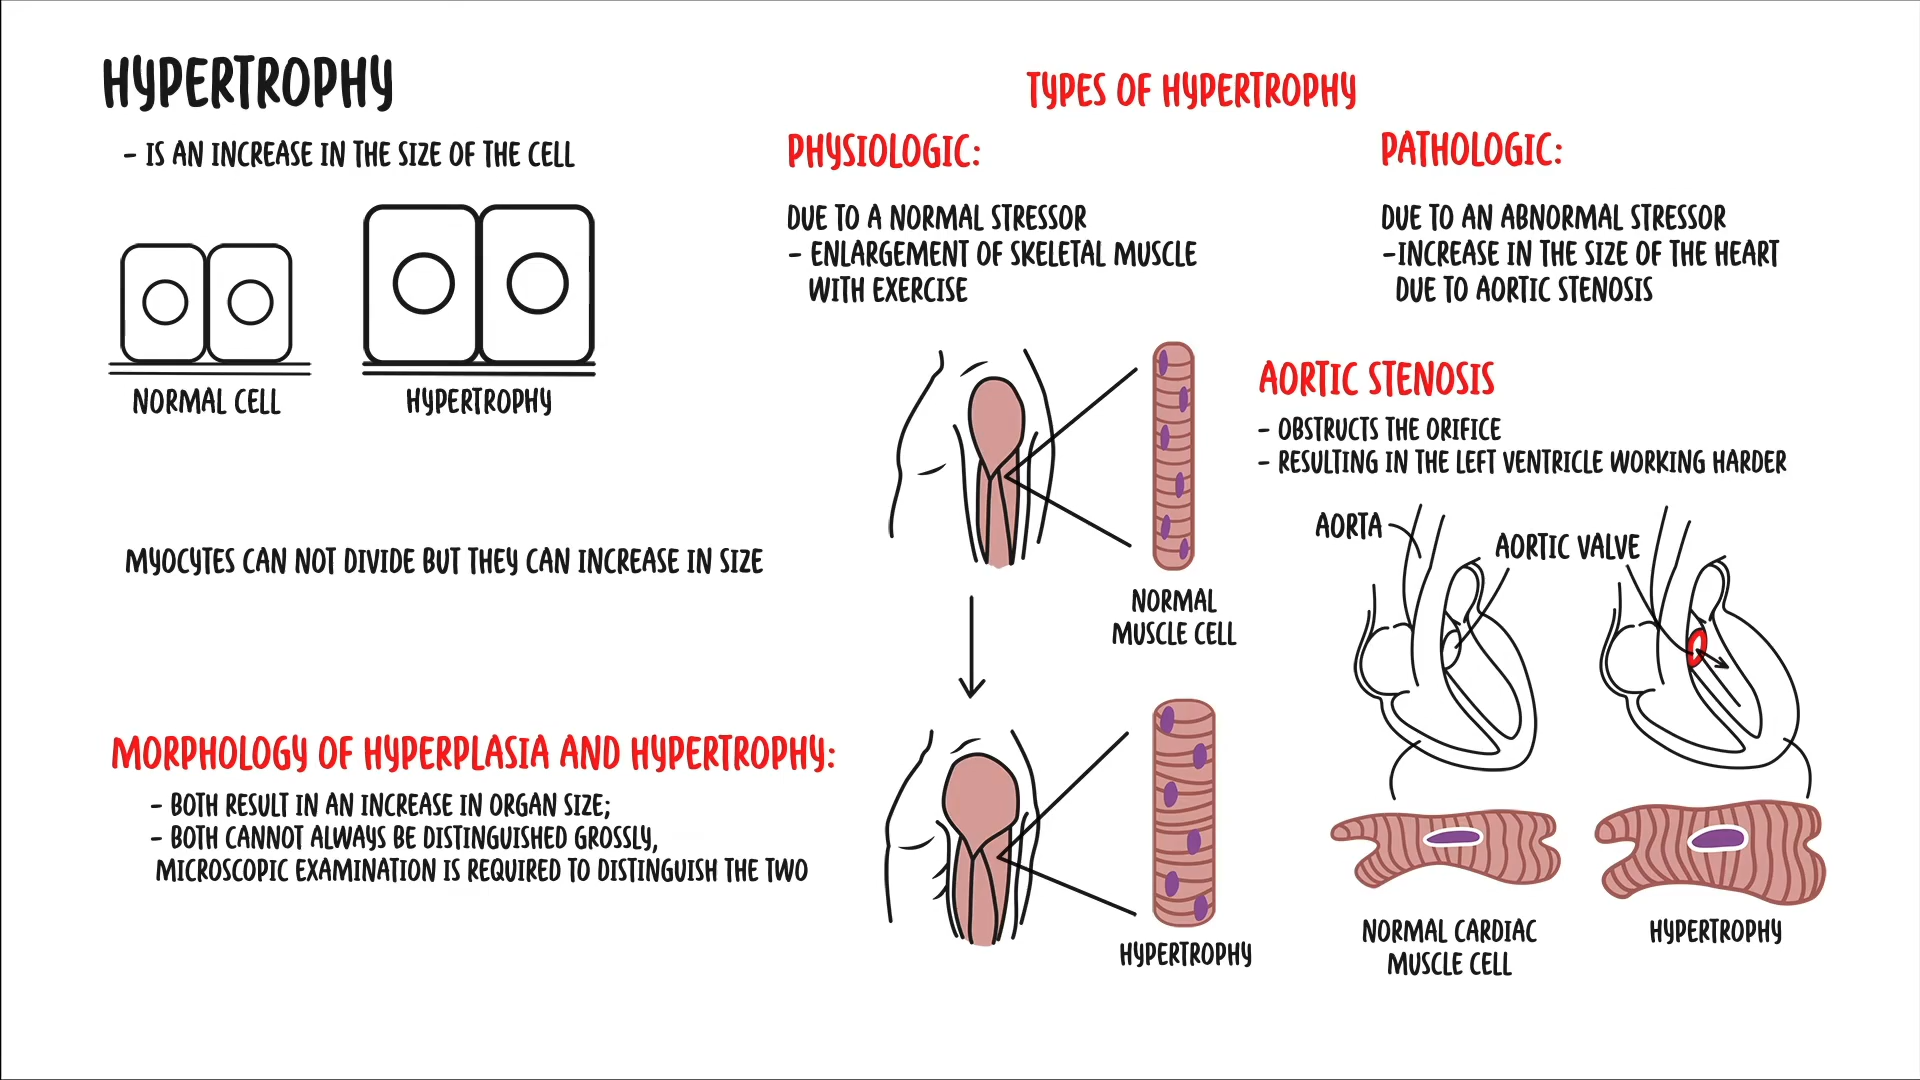 HYPERTROPHY
- IS AN INCREASE IN THE SIZE OF THE CELL
NORMAL CELL
HYPERTROPHY
MYOCYTES CAN NOT DIVIDE BUT THEY CAN INCREASE IN SIZE
MORPHOLOGY OF HYPERPLASIA AND HYPERTROPHY:
- BOTH RESULT IN AN INCREASE IN ORGAN SIZE;
- BOTH CANNOT ALWAYS BE DISTINGUISHED GROSSLY,
MICROSCOPIC EXAMINATION IS REQUIRED TO DISTINGUISH THE TWO
TYPES OF HYPERTROPHY
PHYSIOLOGIC:
DUE TO A NORMAL STRESSOR
- ENLARGEMENT OF SKELETAL MUSCLE
WITH EXERCISE
NORMAL
MUSCLE CELL
HYPERTROPHY
PATHOLOGIC:
DUE TO AN ABNORMAL STRESSOR
-INCREASE IN THE SIZE OF THE HEART
DUE TO AORTIC STENOSIS
AORTIC STENOSIS
- OBSTRUCTS THE ORIFICE
- RESULTING IN THE LEFT VENTRICLE WORKING HARDER
AORTA
AORTIC VALVE
NORMAL CARDIAC
MUSCLE CELL
HYPERTROPHY